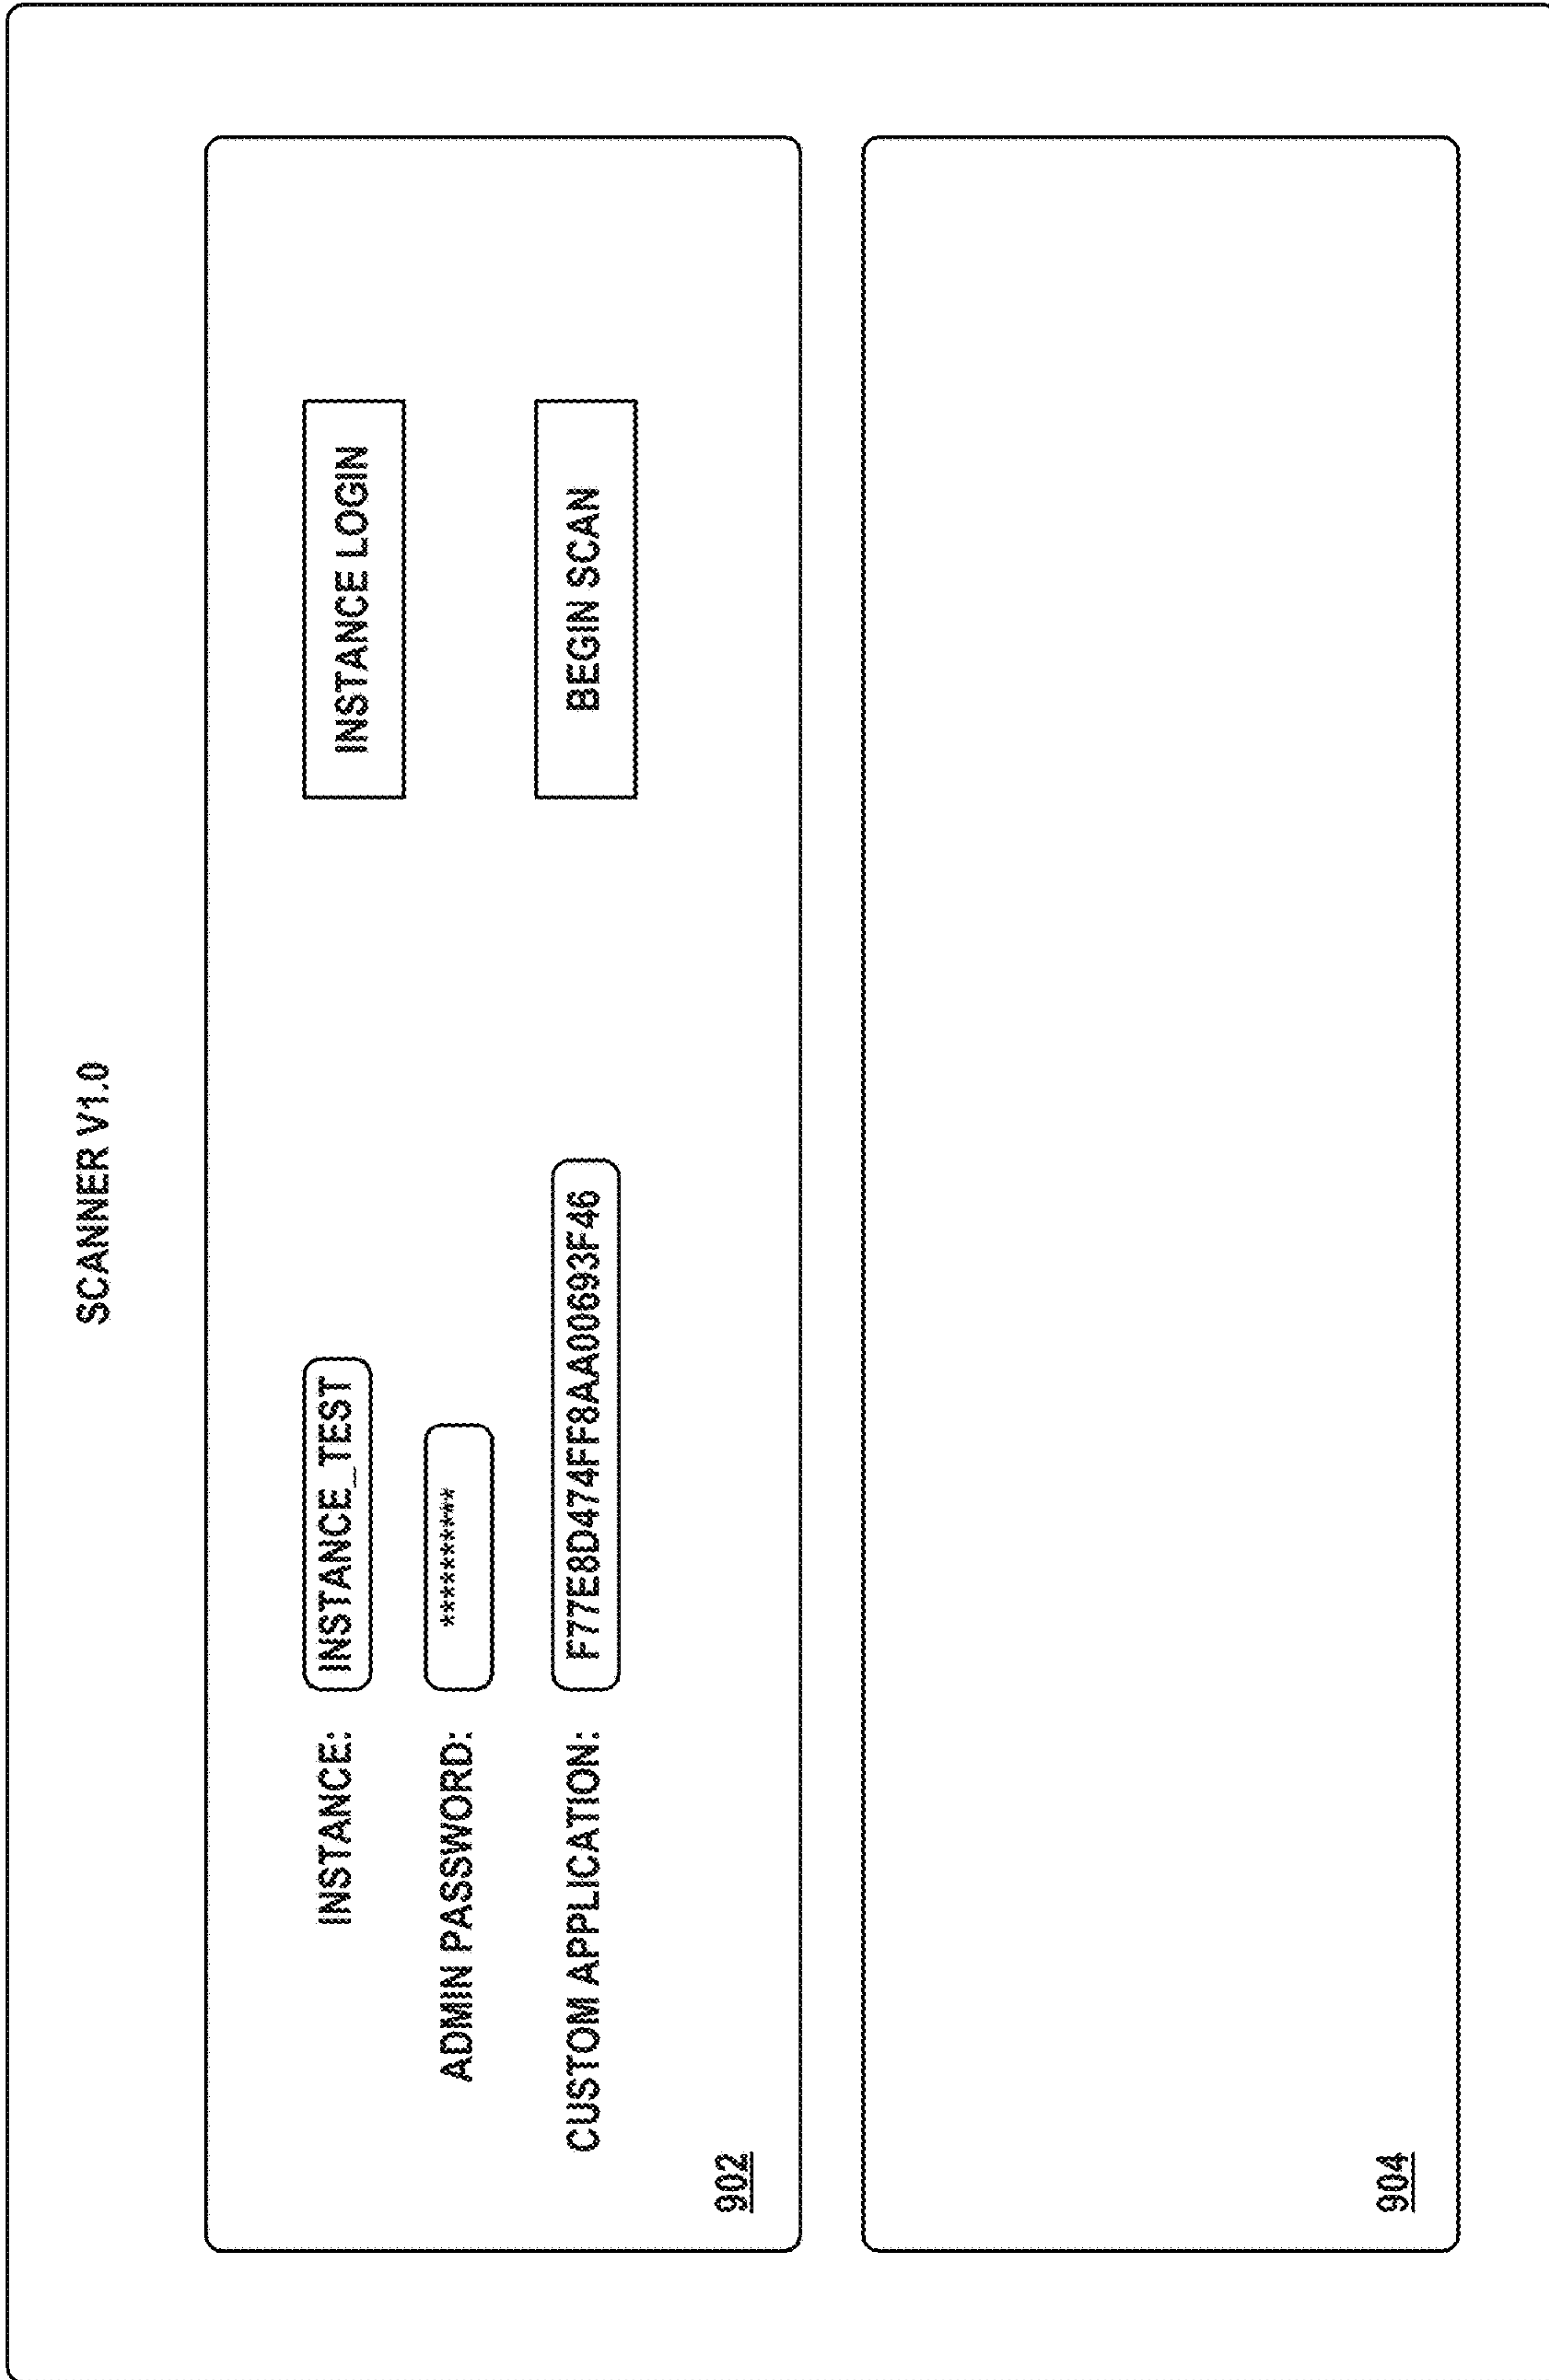 SCANNER V1.0
INSTANCE: INSTANCE_TEST
INSTANCE LOGIN
ADMIN PASSWORD: **********
CUSTOM APPLICATION: F77E8D474FF8AA00693F46
BEGIN SCAN
902
904